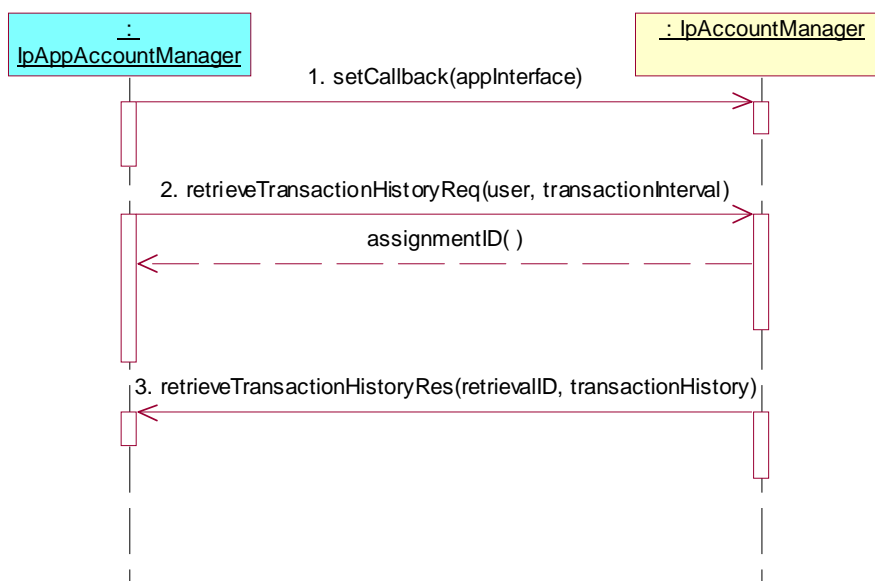 :
IpAppAccountManager
: IpAccountManager
1. setCallback(appInterface)
2. retrieveTransactionHistoryReq(user, transactionInterval)
assignmentID( )
3. retrieveTransactionHistoryRes(retrievalID, transactionHistory)